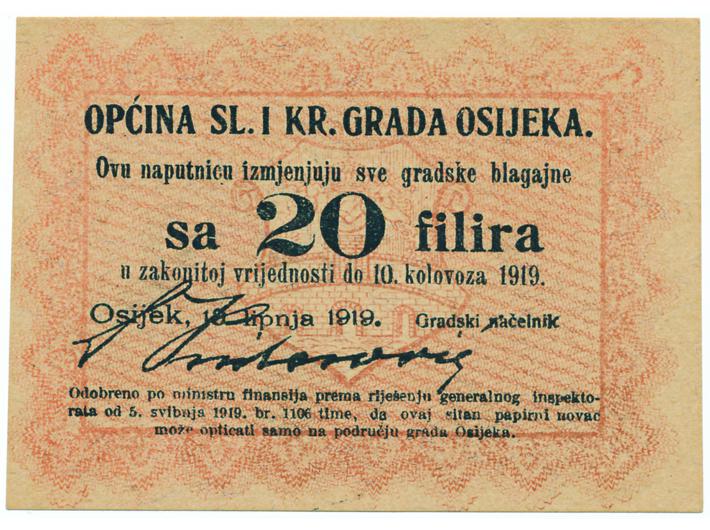 OPĆINA SL. I KR. GRADA OSIJEKA.
Ovu naputnicu izmjenjuju sve gradske blagajne
sa 20 filira
u zakonitoj vrijednosti do 10. kolovoza 1919.
Osijek, 18 lipnja 1919. Gradski načelnik
Odobreno po ministru finansija prema riješenju generalnog inspekto-
rata od 5. svibnja 1919. br. 1106 time, da ovaj sitan papirni novac
može opticati samo na području grada Osijeka.